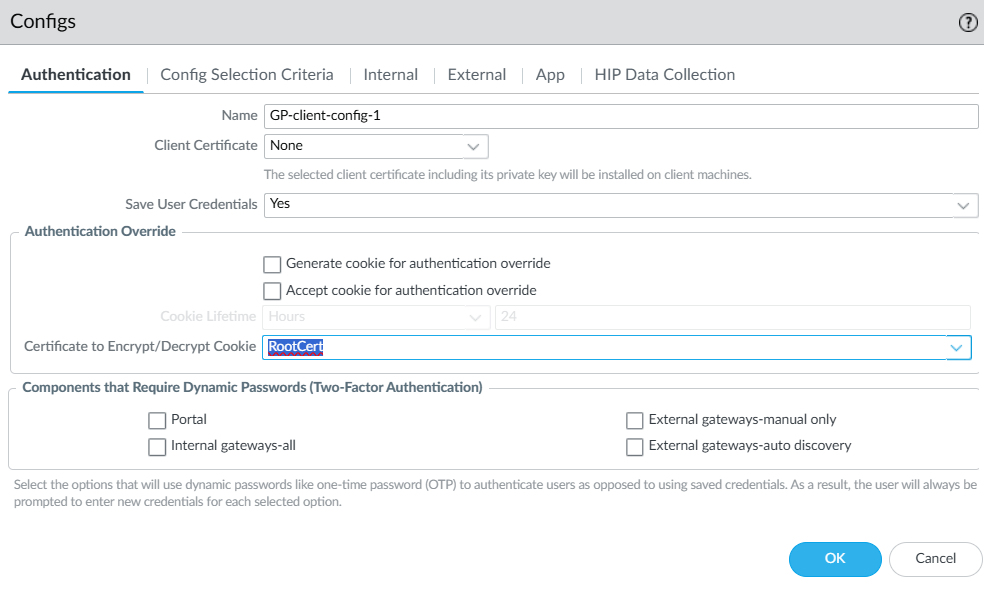 Configs
Authentication
Config Selection Criteria
Internal
External
App
HIP Data Collection
Name GP-client-config-1
Client Certificate None
The selected client certificate including its private key will be installed on client machines.
Save User Credentials Yes
Authentication Override
Generate cookie for authentication override
Accept cookie for authentication override
Cookie Lifetime Hours 24
Certificate to Encrypt/Decrypt Cookie RootCert
Components that Require Dynamic Passwords (Two-Factor Authentication)
Portal
External gateways-manual only
Internal gateways-all
External gateways-auto discovery
Select the options that will use dynamic passwords like one-time password (OTP) to authenticate users as opposed to using saved credentials. As a result, the user will always be
prompted to enter new credentials for each selected option.
OK
Cancel